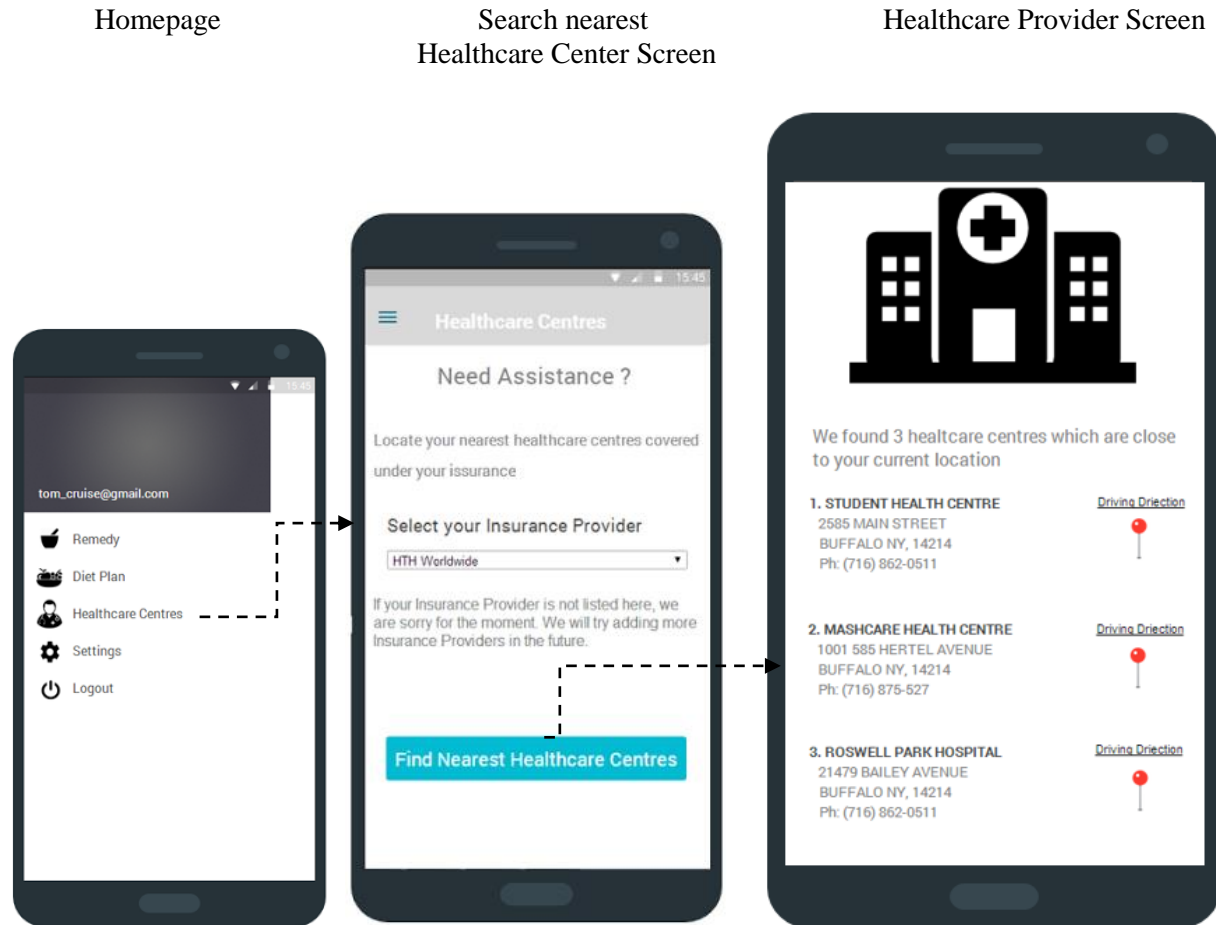 Homepage
Search nearest
Healthcare Center Screen
Healthcare Provider Screen
15:45
tom_cruise@gmail.com
Remedy
Diet Plan
Healthcare Centres
Settings
Logout
15:45
Healthcare Centres
Need Assistance ?
Locate your nearest healthcare centres covered
under your issurance
Select your Insurance Provider
HTH Worldwide
If your Insurance Provider is not listed here, we
are sorry for the moment. We will try adding more
Insurance Providers in the future.
Find Nearest Healthcare Centres
We found 3 healtcare centres which are close
to your current location
1. STUDENT HEALTH CENTRE
Driving Driection
2585 MAIN STREET
BUFFALO NY, 14214
Ph: (716) 862-0511
2. MASHCARE HEALTH CENTRE
Driving Driection
1001 585 HERTEL AVENUE
BUFFALO NY, 14214
Ph: (716) 875-527
3. ROSWELL PARK HOSPITAL
Driving Driection
21479 BAILEY AVENUE
BUFFALO NY, 14214
Ph: (716) 862-0511